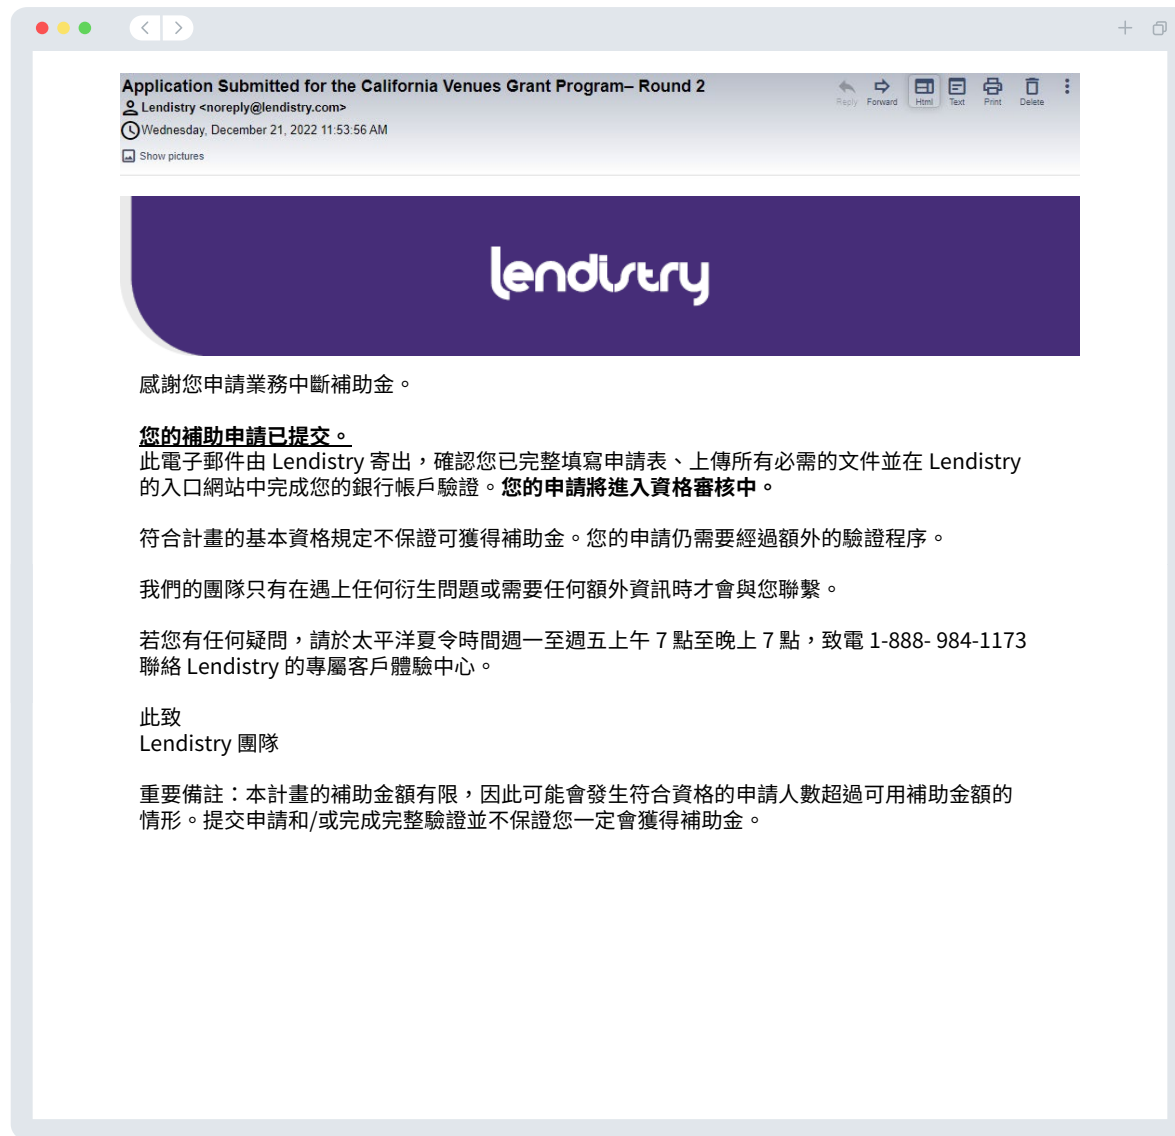 Application Submitted for the California Venues Grant Program– Round 2
Lendistry <noreply@lendistry.com>
Wednesday, December 21, 2022 11:53:56 AM
Show pictures
Reply Forward Html Text Print Delete
lendistry
感謝您申請業務中斷補助金。
您的補助申請已提交。
此電子郵件由 Lendistry 寄出，確認您已完整填寫申請表、上傳所有必需的文件並在 Lendistry
的入口網站中完成您的銀行帳戶驗證。您的申請將進入資格審核中。
符合計畫的基本資格規定不保證可獲得補助金。您的申請仍需要經過額外的驗證程序。
我們的團隊只有在遇上任何衍生問題或需要任何額外資訊時才會與您聯繫。
若您有任何疑問，請於太平洋夏令時間週一至週五上午 7 點至晚上 7 點，致電 1-888- 984-1173
聯絡 Lendistry 的專屬客戶體驗中心。
此致
Lendistry 團隊
重要備註：本計畫的補助金額有限，因此可能會發生符合資格的申請人數超過可用補助金額的
情形。提交申請和/或完成完整驗證並不保證您一定會獲得補助金。